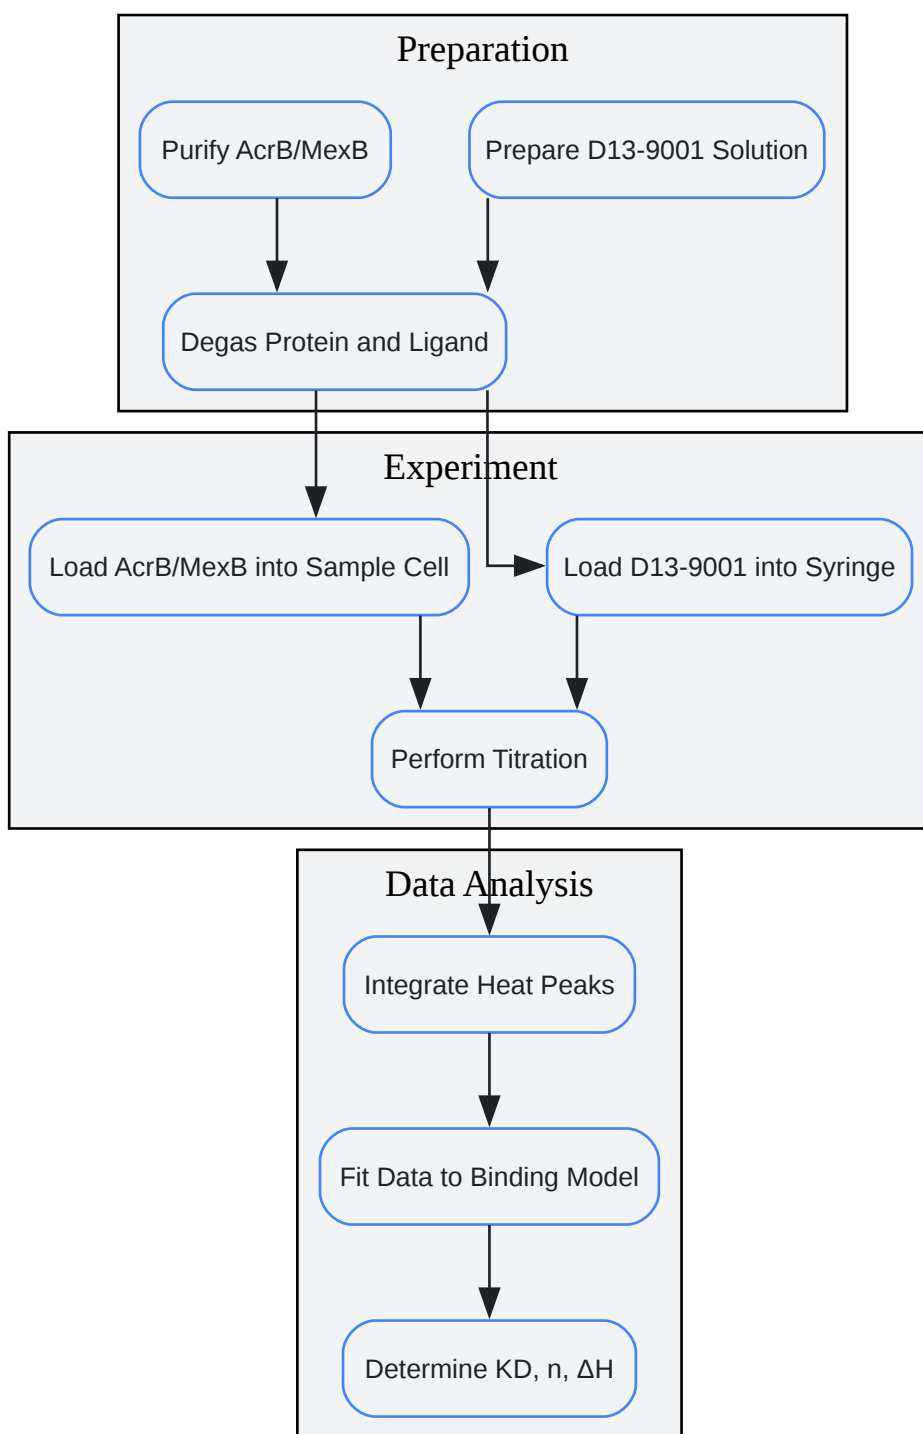 Preparation
Purify AcrB/MexB
Prepare D13-9001 Solution
Degas Protein and Ligand
Experiment
Load AcrB/MexB into Sample Cell
Load D13-9001 into Syringe
Perform Titration
Data Analysis
Integrate Heat Peaks
Fit Data to Binding Model
Determine KD, n, ΔH